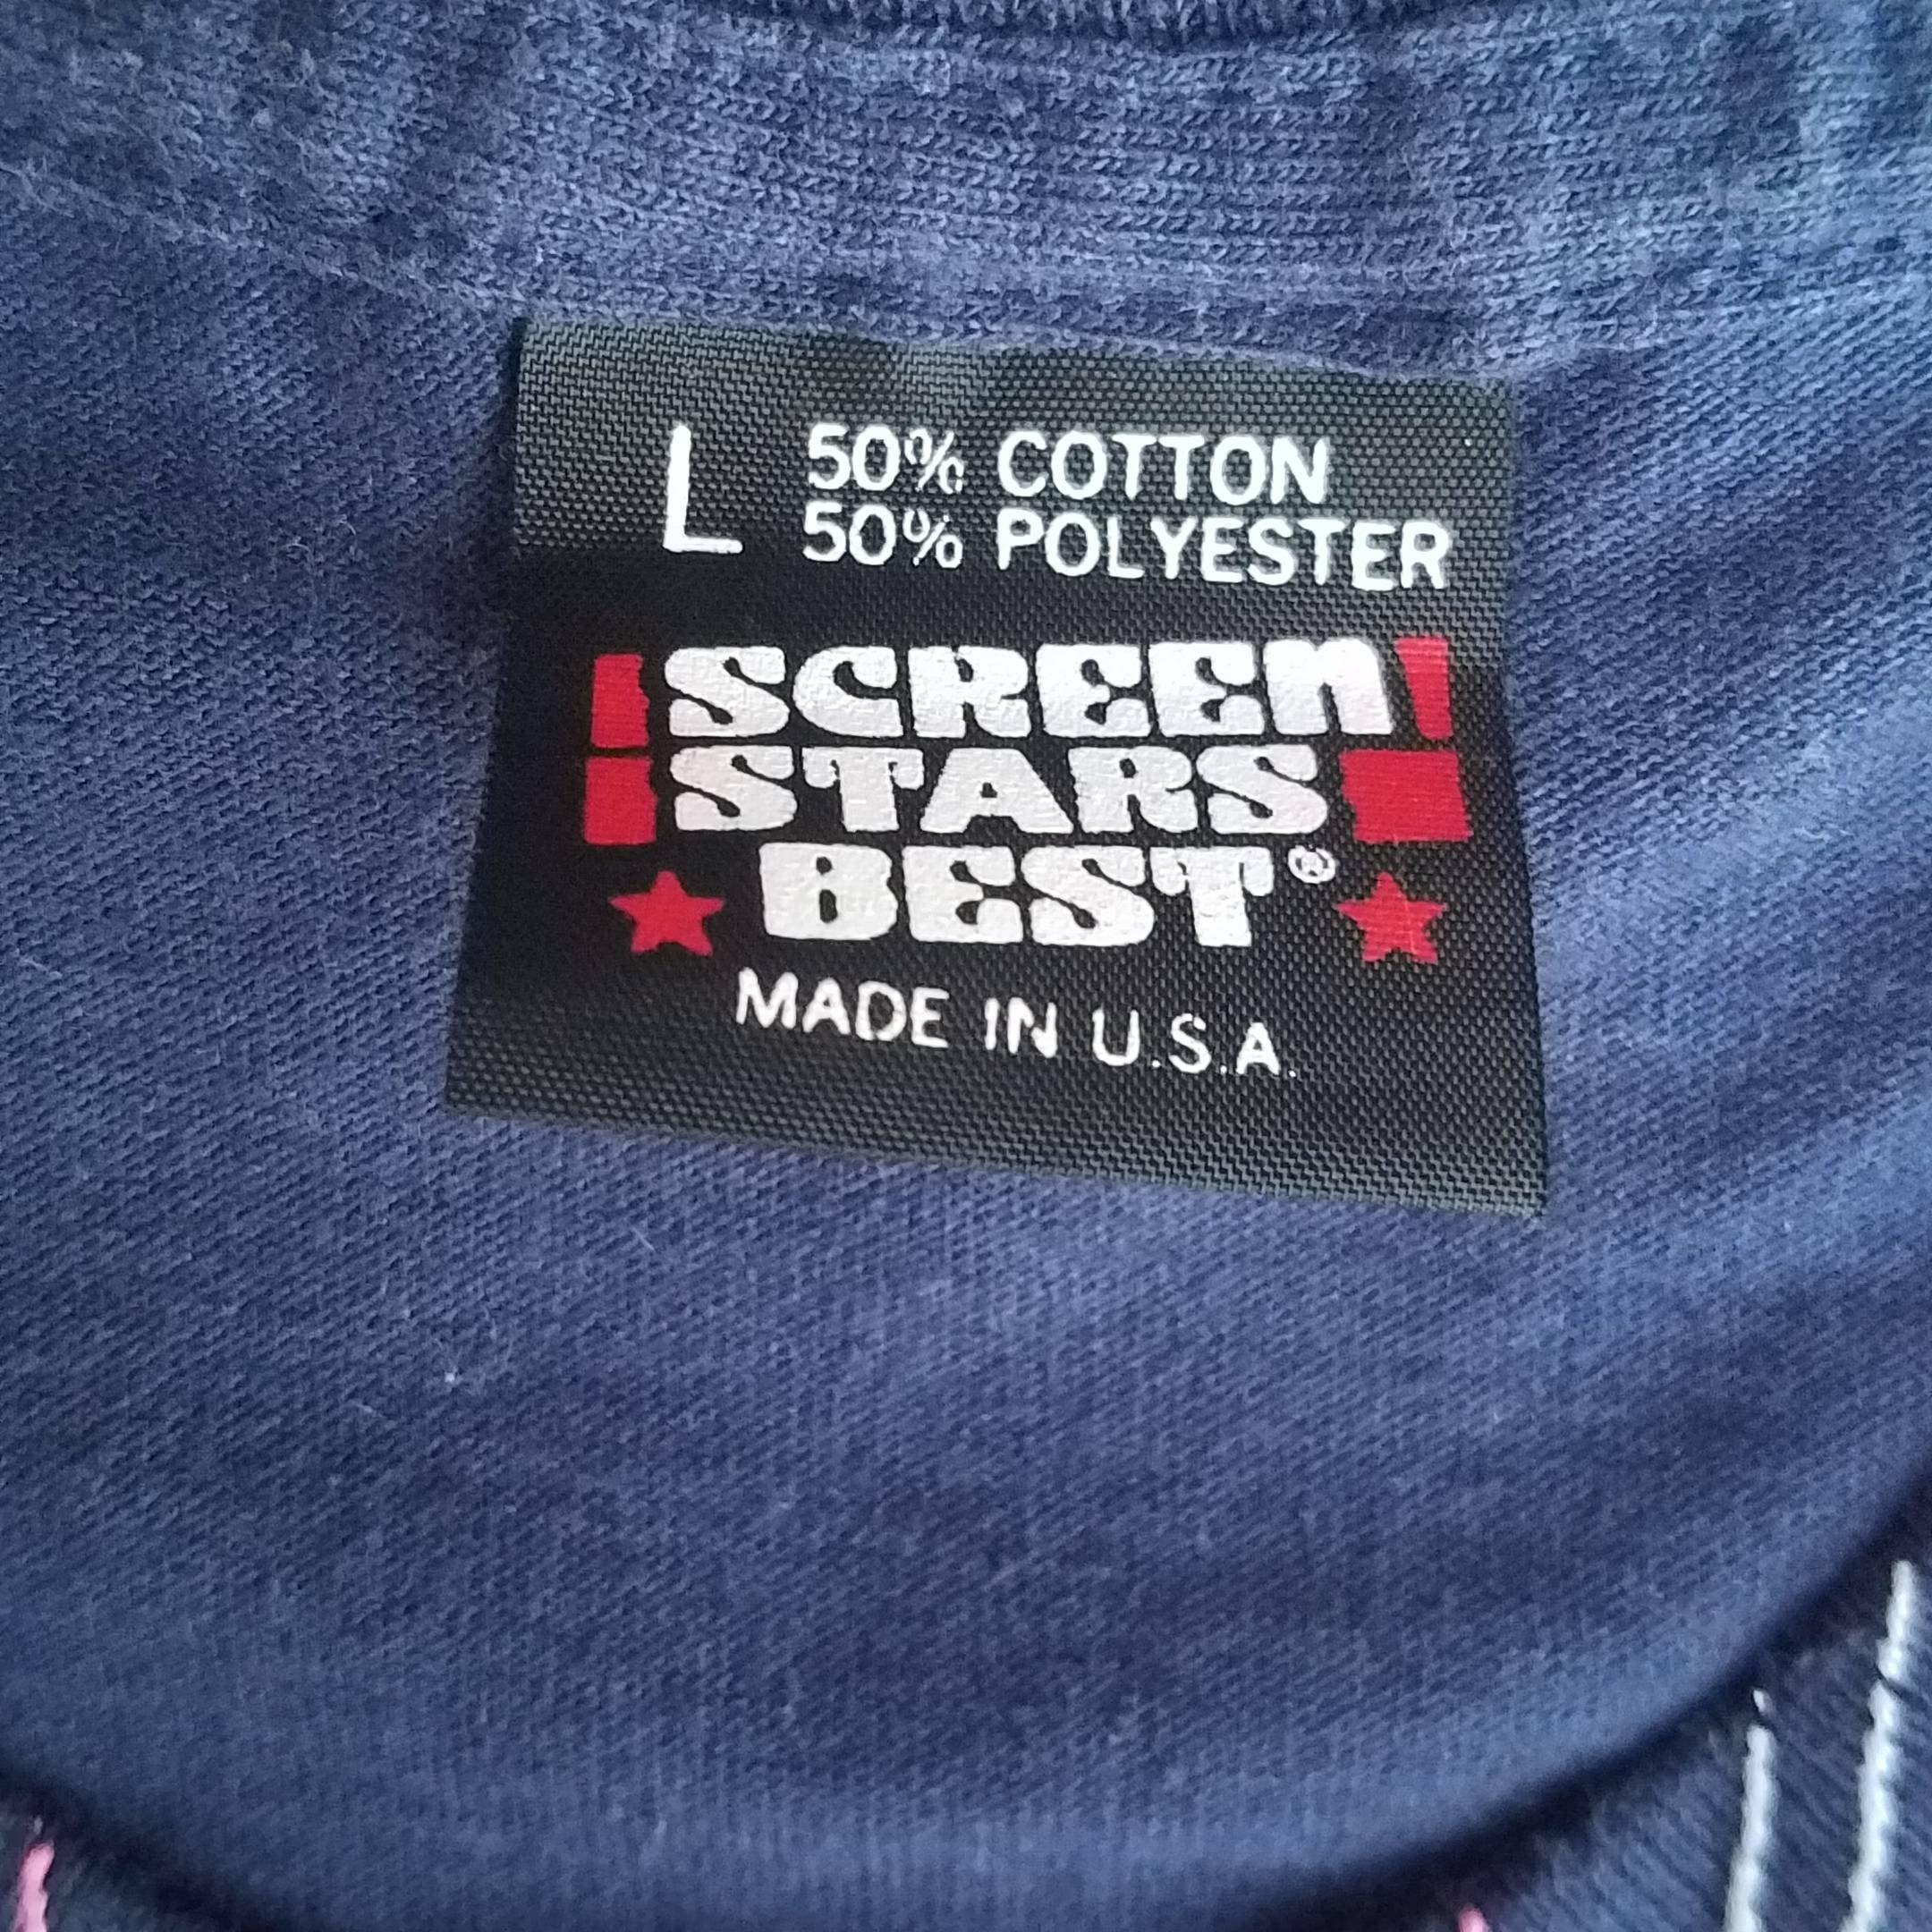 L 50% COTTON
50% POLYESTER
SCREEN
STARS
BEST®
MADE IN U.S.A.